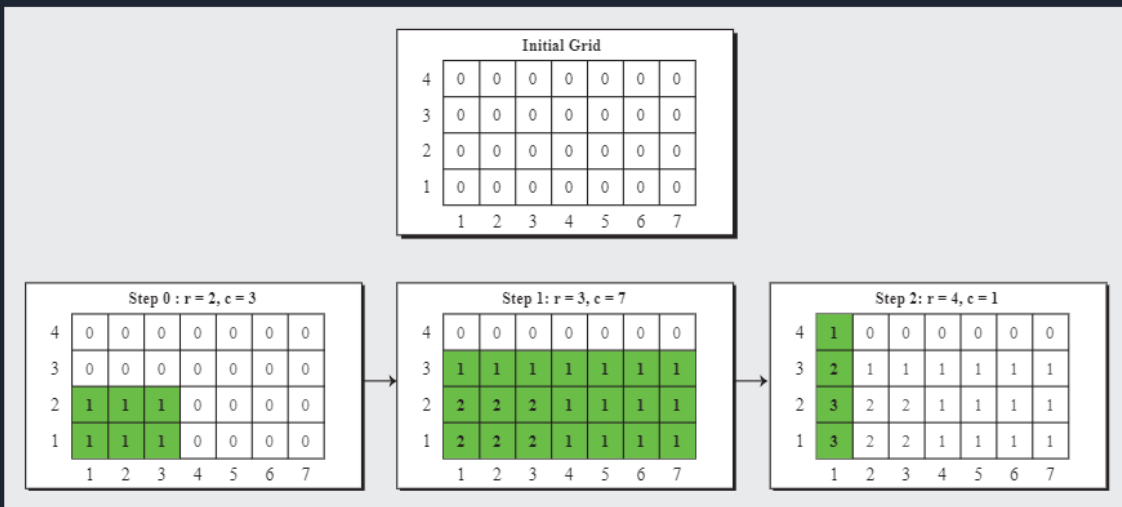 Initial Grid
4 0 0 0 0 0 0 0
3 0 0 0 0 0 0 0
2 0 0 0 0 0 0 0
1 0 0 0 0 0 0 0
1 2 3 4 5 6 7
Step 0 : r = 2, c = 3
4 0 0 0 0 0 0 0
3 0 0 0 0 0 0 0
2 1 1 1 0 0 0 0
1 1 1 1 0 0 0 0
1 2 3 4 5 6 7
Step 1: r = 3, c = 7
4 0 0 0 0 0 0 0
3 1 1 1 1 1 1 1
2 2 2 2 1 1 1 1
1 2 2 2 1 1 1 1
1 2 3 4 5 6 7
Step 2: r = 4, c = 1
4 1 0 0 0 0 0 0
3 2 1 1 1 1 1 1
2 3 2 2 1 1 1 1
1 3 2 2 1 1 1 1
1 2 3 4 5 6 7